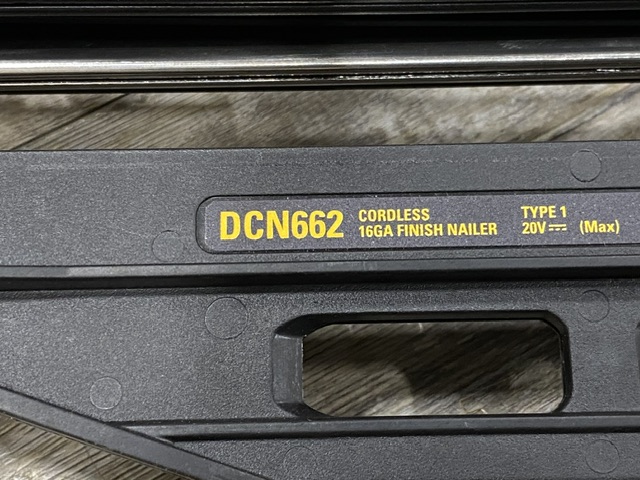 DCN662 CORDLESS TYPE 1
16GA FINISH NAILER 20V⎓ (Max)